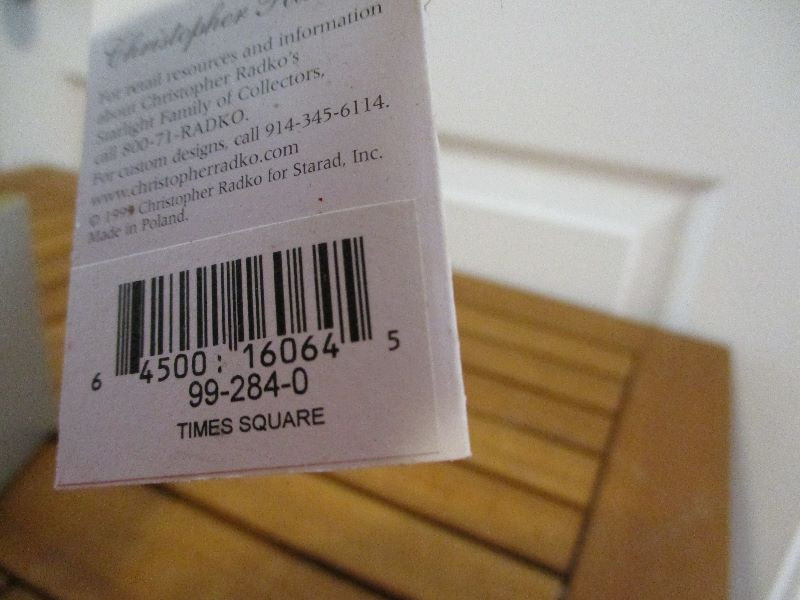 Christopher
For retail resources and information
about Christopher Radko's
Starlight Family of Collectors,
call 800-71-RADKO.
For custom designs, call 914-345-6114.
www.christopherradko.com
© 1999 Christopher Radko for Starad, Inc.
Made in Poland.
6 4500 16064 5
99-284-0
TIMES SQUARE